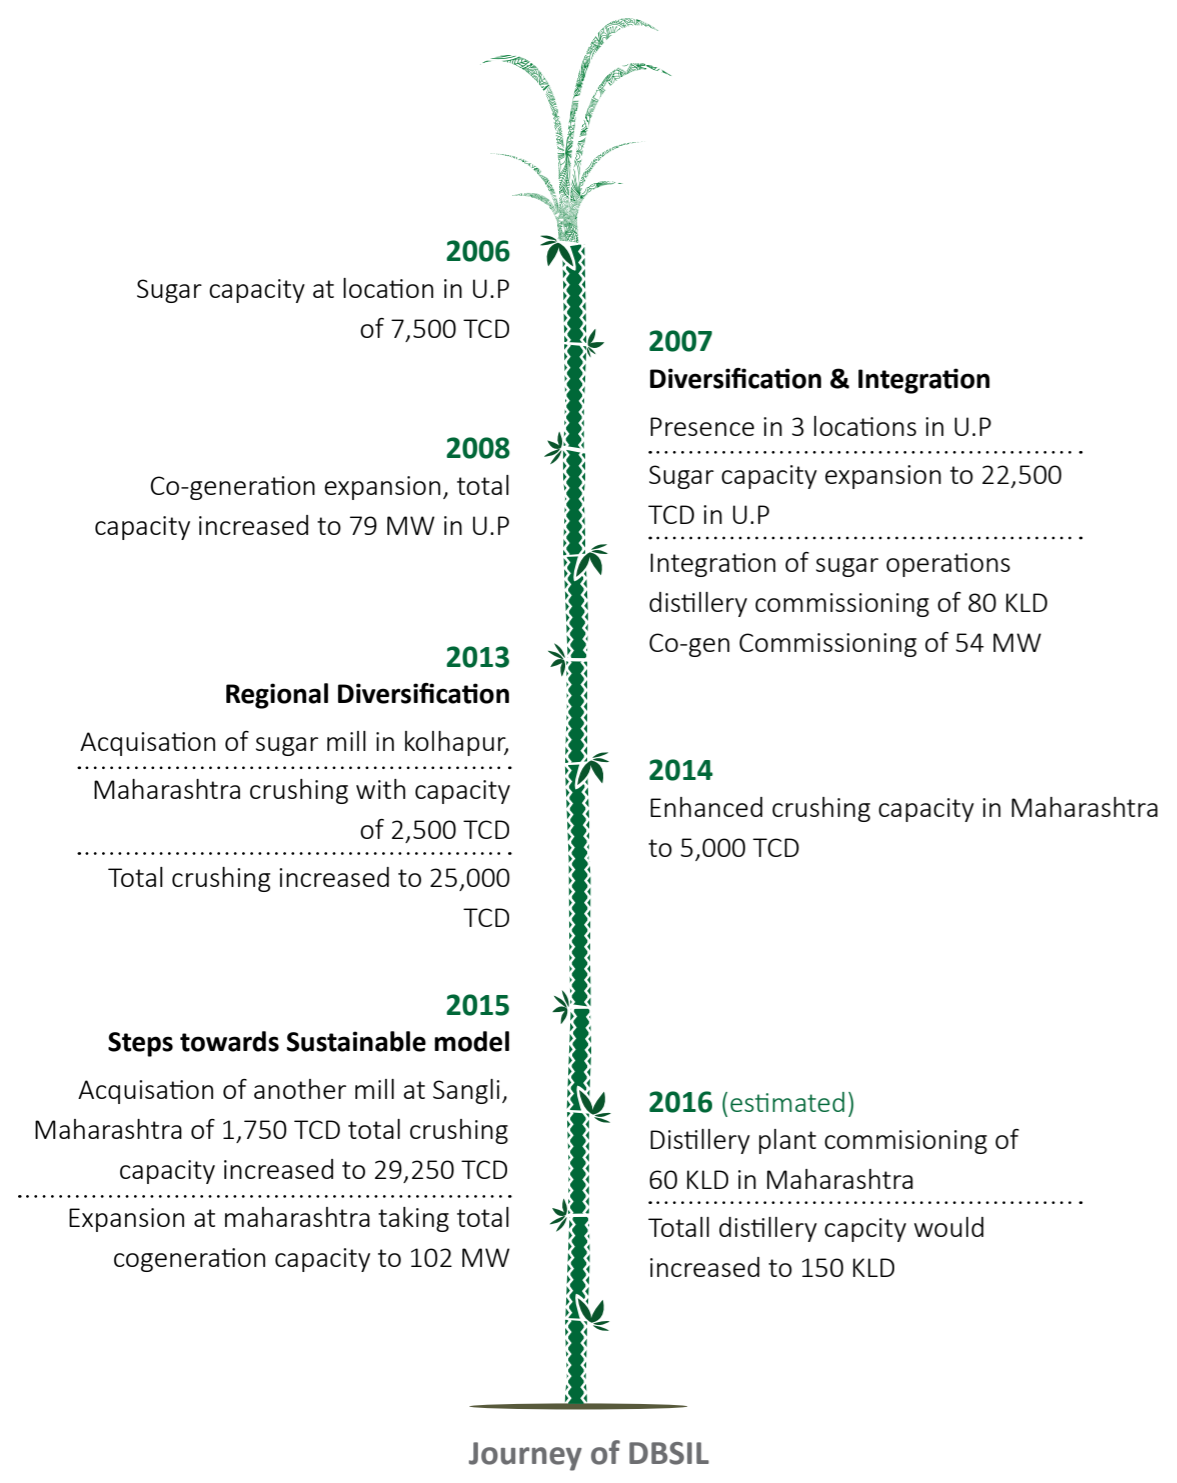 2006
Sugar capacity at location in U.P
of 7,500 TCD
2007
Diversification & Integration
Presence in 3 locations in U.P
Sugar capacity expansion to 22,500
TCD in U.P
Integration of sugar operations
distillery commissioning of 80 KLD
Co-gen Commissioning of 54 MW
2008
Co-generation expansion, total
capacity increased to 79 MW in U.P
2013
Regional Diversification
Acquisation of sugar mill in kolhapur,
Maharashtra crushing with capacity
of 2,500 TCD
Total crushing increased to 25,000
TCD
2014
Enhanced crushing capacity in Maharashtra
to 5,000 TCD
2015
Steps towards Sustainable model
Acquisation of another mill at Sangli,
Maharashtra of 1,750 TCD total crushing
capacity increased to 29,250 TCD
Expansion at maharashtra taking total
cogeneration capacity to 102 MW
2016 (estimated)
Distillery plant commisioning of
60 KLD in Maharashtra
Totall distillery capcity would
increased to 150 KLD
Journey of DBSIL